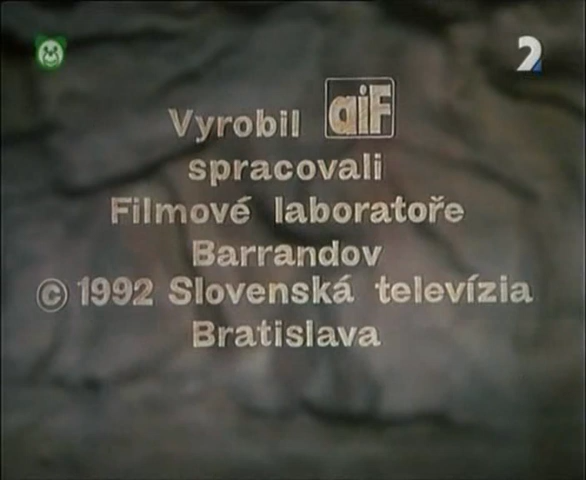 2
Vyrobil aiF
spracovali
Filmové laboratoře
Barrandov
© 1992 Slovenská televízia
Bratislava